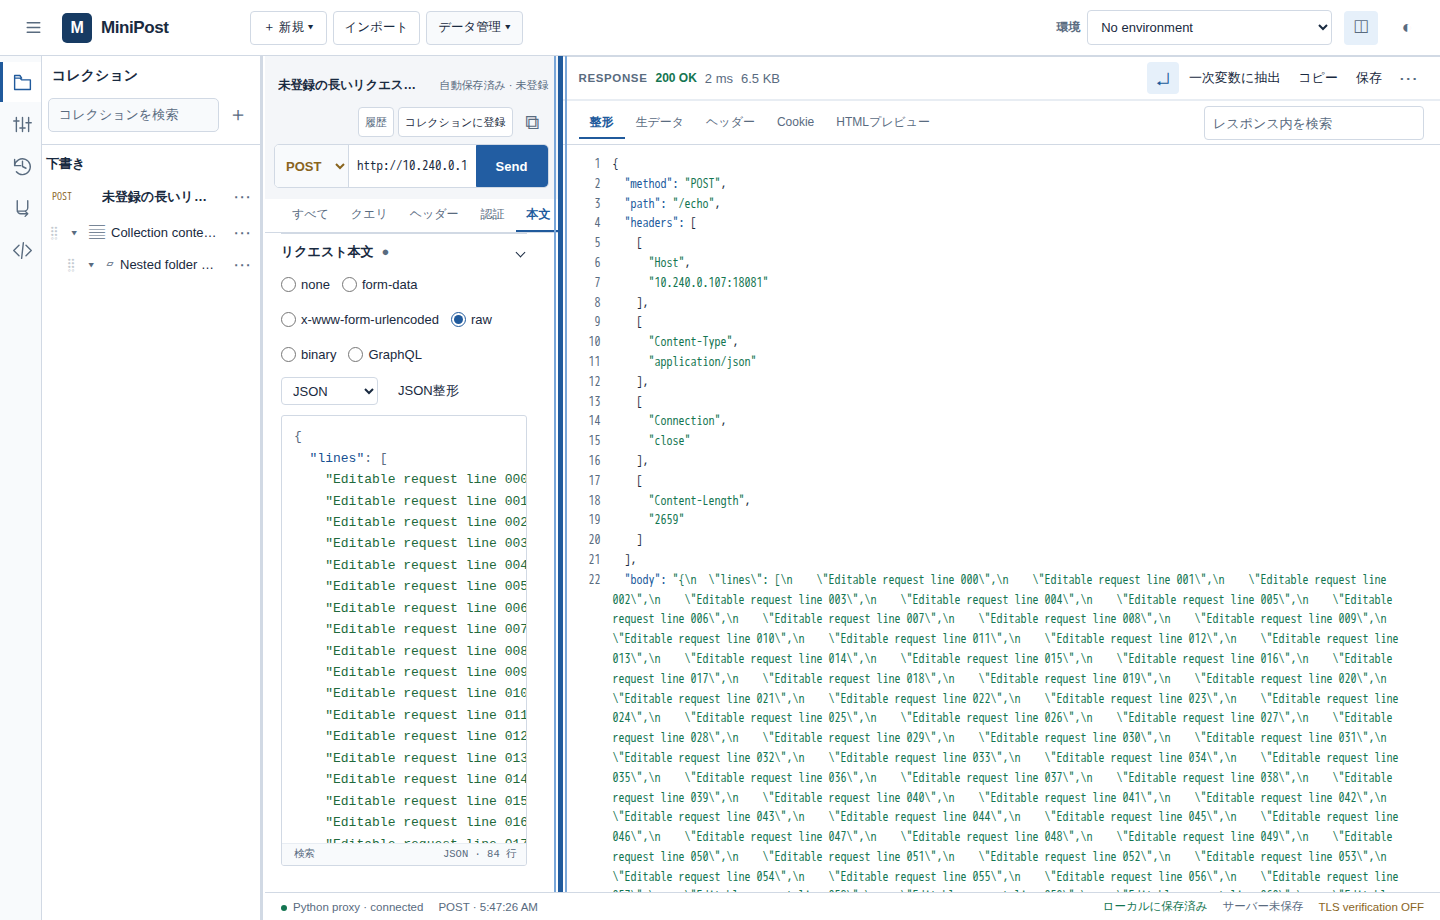 M MiniPost ＋ 新規 ▾ インポート データ管理 ▾ 環境 No environment
コレクション
コレクションを検索 ＋
下書き
POST 未登録の長いリ… ···
Collection conte… ···
Nested folder … ···
未登録の長いリクエス… 自動保存済み · 未登録
履歴 コレクションに登録
POST http://10.240.0.1 Send
すべて クエリ ヘッダー 認証 本文
リクエスト本文
none form-data
x-www-form-urlencoded raw
binary GraphQL
JSON JSON整形
{
"lines": [
"Editable request line 000
"Editable request line 001
"Editable request line 002
"Editable request line 003
"Editable request line 004
"Editable request line 005
"Editable request line 006
"Editable request line 007
"Editable request line 008
"Editable request line 009
"Editable request line 010
"Editable request line 011
"Editable request line 012
"Editable request line 013
"Editable request line 014
"Editable request line 015
"Editable request line 016
検索 JSON · 84 行
RESPONSE 200 OK 2 ms 6.5 KB 一次変数に抽出 コピー 保存 ···
整形 生データ ヘッダー Cookie HTMLプレビュー レスポンス内を検索
1 {
2 "method": "POST",
3 "path": "/echo",
4 "headers": [
5 [
6 "Host",
7 "10.240.0.107:18081"
8 ],
9 [
10 "Content-Type",
11 "application/json"
12 ],
13 [
14 "Connection",
15 "close"
16 ],
17 [
18 "Content-Length",
19 "2659"
20 ]
21 ],
22 "body": "{\n  \"lines\": [\n    \"Editable request line 000\",\n    \"Editable request line 001\",\n    \"Editable request line
002\",\n    \"Editable request line 003\",\n    \"Editable request line 004\",\n    \"Editable request line 005\",\n    \"Editable
request line 006\",\n    \"Editable request line 007\",\n    \"Editable request line 008\",\n    \"Editable request line 009\",\n
\"Editable request line 010\",\n    \"Editable request line 011\",\n    \"Editable request line 012\",\n    \"Editable request line
013\",\n    \"Editable request line 014\",\n    \"Editable request line 015\",\n    \"Editable request line 016\",\n    \"Editable
request line 017\",\n    \"Editable request line 018\",\n    \"Editable request line 019\",\n    \"Editable request line 020\",\n
\"Editable request line 021\",\n    \"Editable request line 022\",\n    \"Editable request line 023\",\n    \"Editable request line
024\",\n    \"Editable request line 025\",\n    \"Editable request line 026\",\n    \"Editable request line 027\",\n    \"Editable
request line 028\",\n    \"Editable request line 029\",\n    \"Editable request line 030\",\n    \"Editable request line 031\",\n
\"Editable request line 032\",\n    \"Editable request line 033\",\n    \"Editable request line 034\",\n    \"Editable request line
035\",\n    \"Editable request line 036\",\n    \"Editable request line 037\",\n    \"Editable request line 038\",\n    \"Editable
request line 039\",\n    \"Editable request line 040\",\n    \"Editable request line 041\",\n    \"Editable request line 042\",\n
\"Editable request line 043\",\n    \"Editable request line 044\",\n    \"Editable request line 045\",\n    \"Editable request line
046\",\n    \"Editable request line 047\",\n    \"Editable request line 048\",\n    \"Editable request line 049\",\n    \"Editable
request line 050\",\n    \"Editable request line 051\",\n    \"Editable request line 052\",\n    \"Editable request line 053\",\n
\"Editable request line 054\",\n    \"Editable request line 055\",\n    \"Editable request line 056\",\n    \"Editable request line
Python proxy · connected POST · 5:47:26 AM ローカルに保存済み サーバー未保存 TLS verification OFF